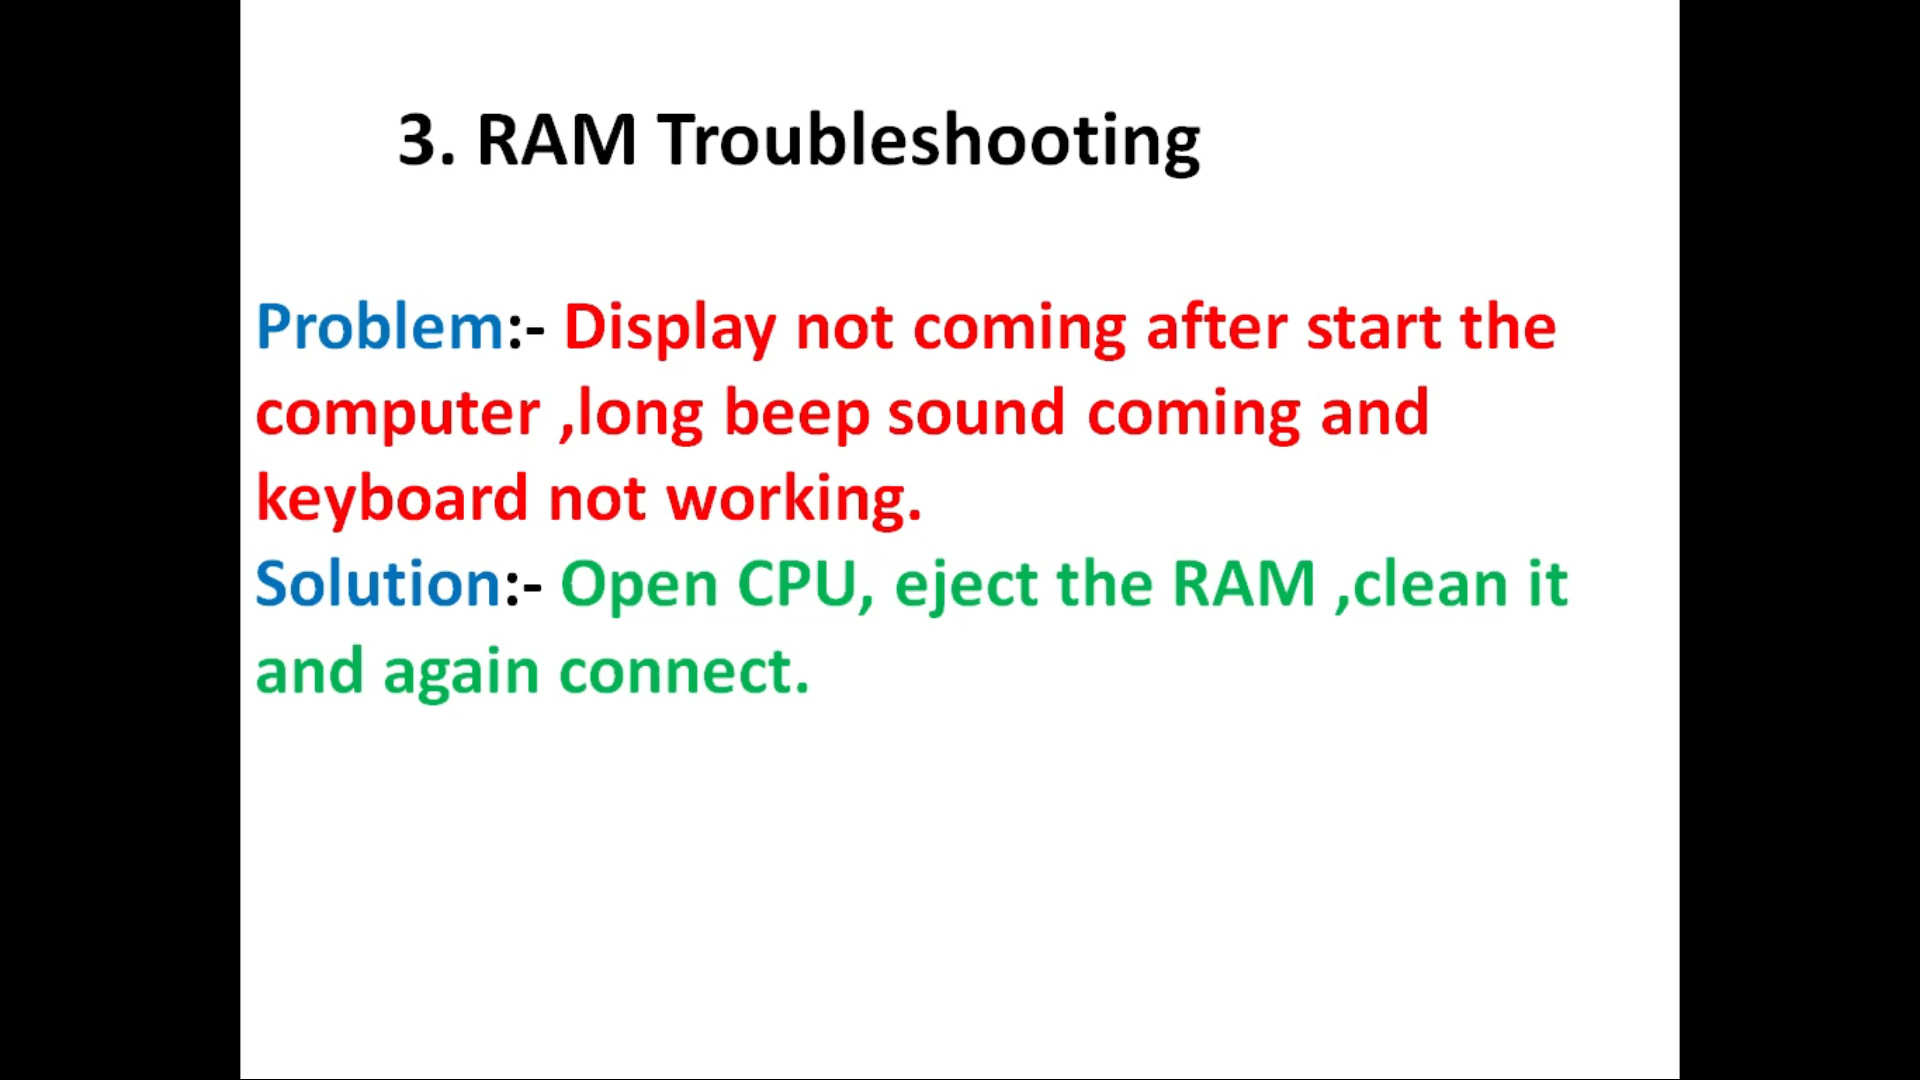 3. RAM Troubleshooting
Problem:- Display not coming after start the
computer ,long beep sound coming and
keyboard not working.
Solution:- Open CPU, eject the RAM ,clean it
and again connect.